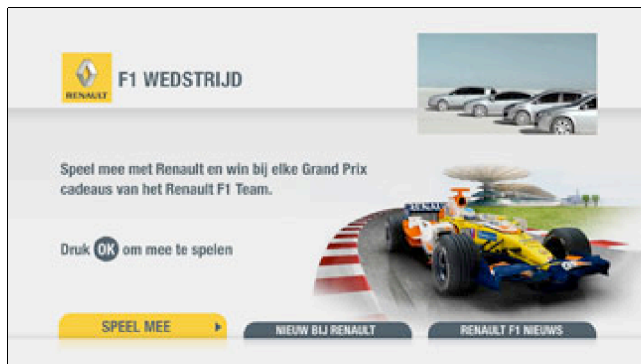 RENAULT
F1 WEDSTRIJD
Speel mee met Renault en win bij elke Grand Prix
cadeaus van het Renault F1 Team.
Druk OK om mee te spelen
RENAU
SPEEL MEE
NIEUW BIJ RENAULT
RENAULT F1 NIEUWS